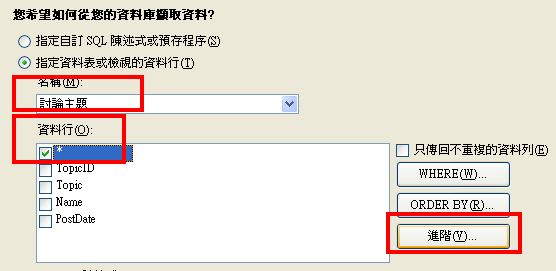 您希望如何從您的資料庫擷取資料?
指定自訂 SQL 陳述式或預存程序(S)
指定資料表或檢視的資料行(T)
名稱(M):
討論主題
資料行(O):
*
TopicID
Topic
Name
PostDate
只傳回不重複的資料列(E)
WHERE(W)...
ORDER BY(R)...
進階(V)...